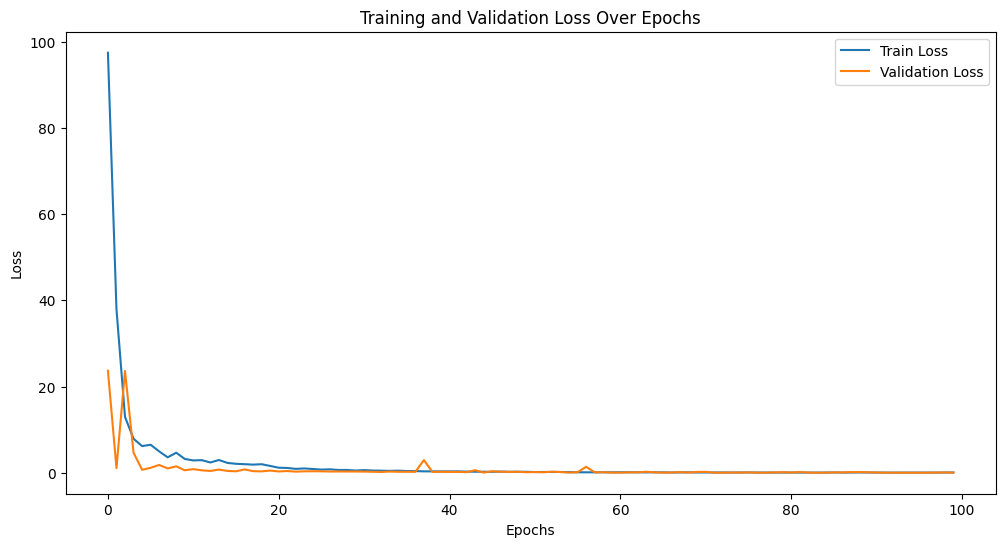 Training and Validation Loss Over Epochs
100
80
60
40
20
0
Loss
Train Loss
Validation Loss
0 20 40 60 80 100
Epochs